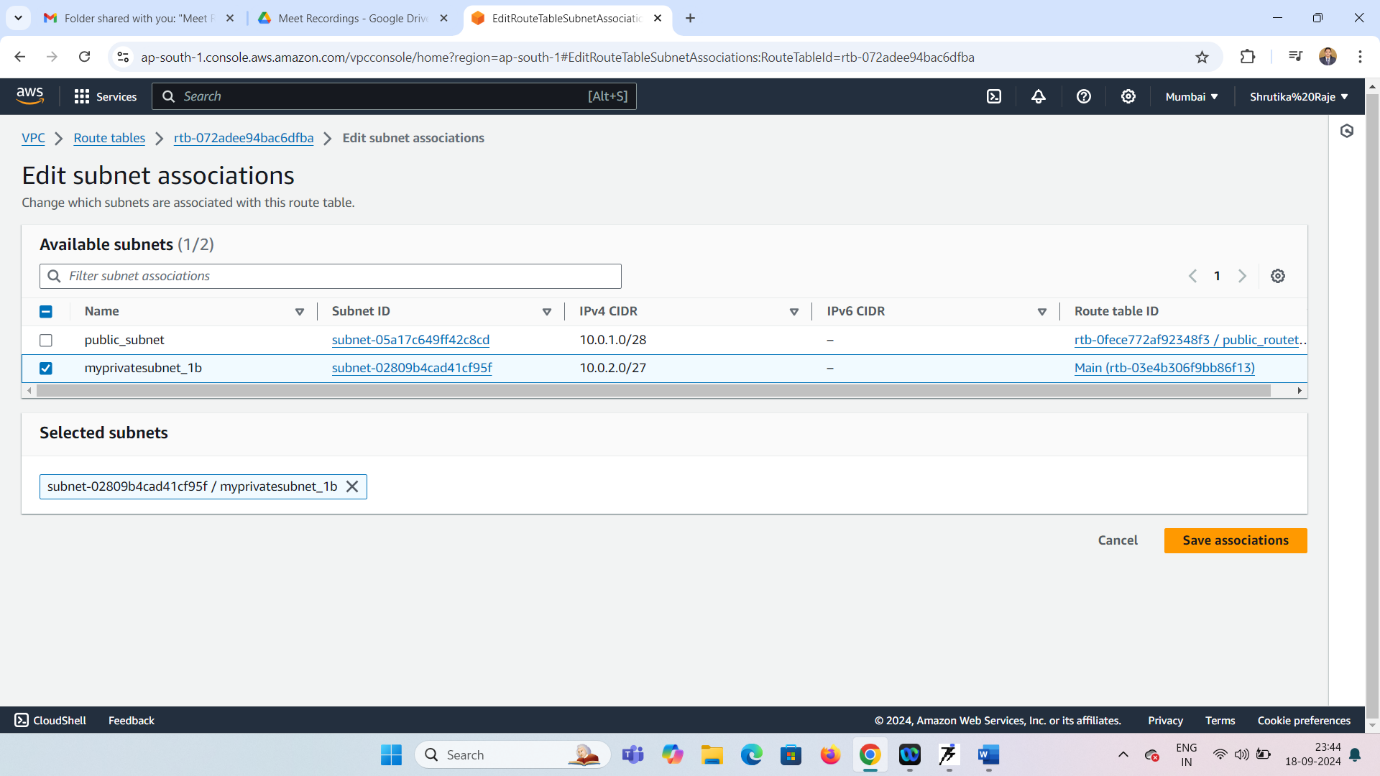 Folder shared with you: "Meet R
Meet Recordings - Google Drive
EditRouteTableSubnetAssociatio
ap-south-1.console.aws.amazon.com/vpcconsole/home?region=ap-south-1#EditRouteTableSubnetAssociations:RouteTableId=rtb-072adee94bac6dfba
aws
Services
Search
[Alt+S]
Mumbai
Shrutika%20Raje
VPC
Route tables
rtb-072adee94bac6dfba
Edit subnet associations
Edit subnet associations
Change which subnets are associated with this route table.
Available subnets (1/2)
Filter subnet associations
1
Name
Subnet ID
IPv4 CIDR
IPv6 CIDR
Route table ID
public_subnet
subnet-05a17c649ff42c8cd
10.0.1.0/28
–
rtb-0fece772af92348f3 / public_routet…
myprivatesubnet_1b
subnet-02809b4cad41cf95f
10.0.2.0/27
–
Main (rtb-03e4b306f9bb86f13)
Selected subnets
subnet-02809b4cad41cf95f / myprivatesubnet_1b
Cancel
Save associations
CloudShell
Feedback
© 2024, Amazon Web Services, Inc. or its affiliates.
Privacy
Terms
Cookie preferences
Search
ENG
IN
23:44
18-09-2024